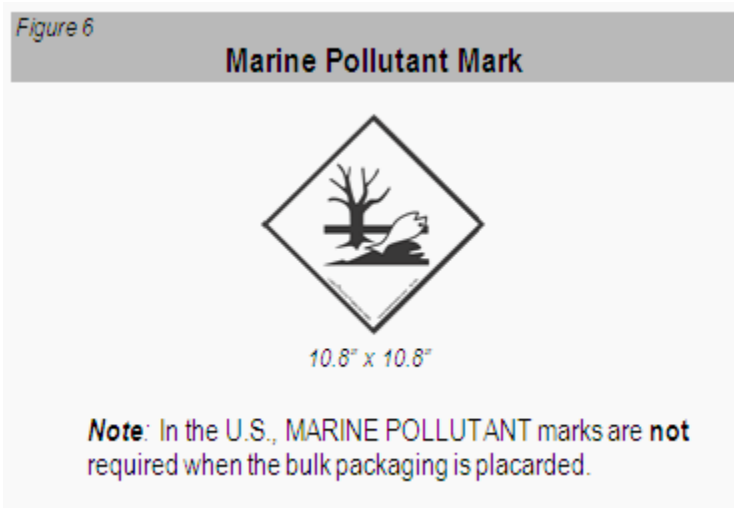 Figure 6
Marine Pollutant Mark
10.8" x 10.8"
Note: In the U.S., MARINE POLLUTANT marks are not
required when the bulk packaging is placarded.